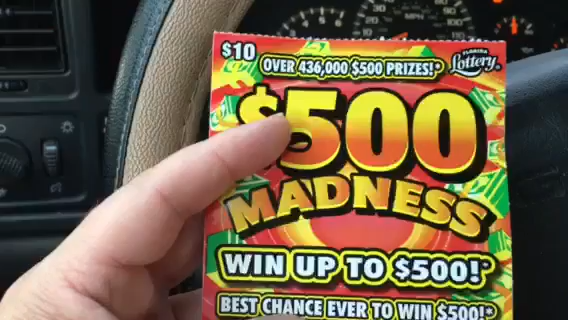 $10
OVER 436,000 $500 PRIZES!*
FLORIDA
Lottery
$500
MADNESS
WIN UP TO $500!*
BEST CHANCE EVER TO WIN $500!*